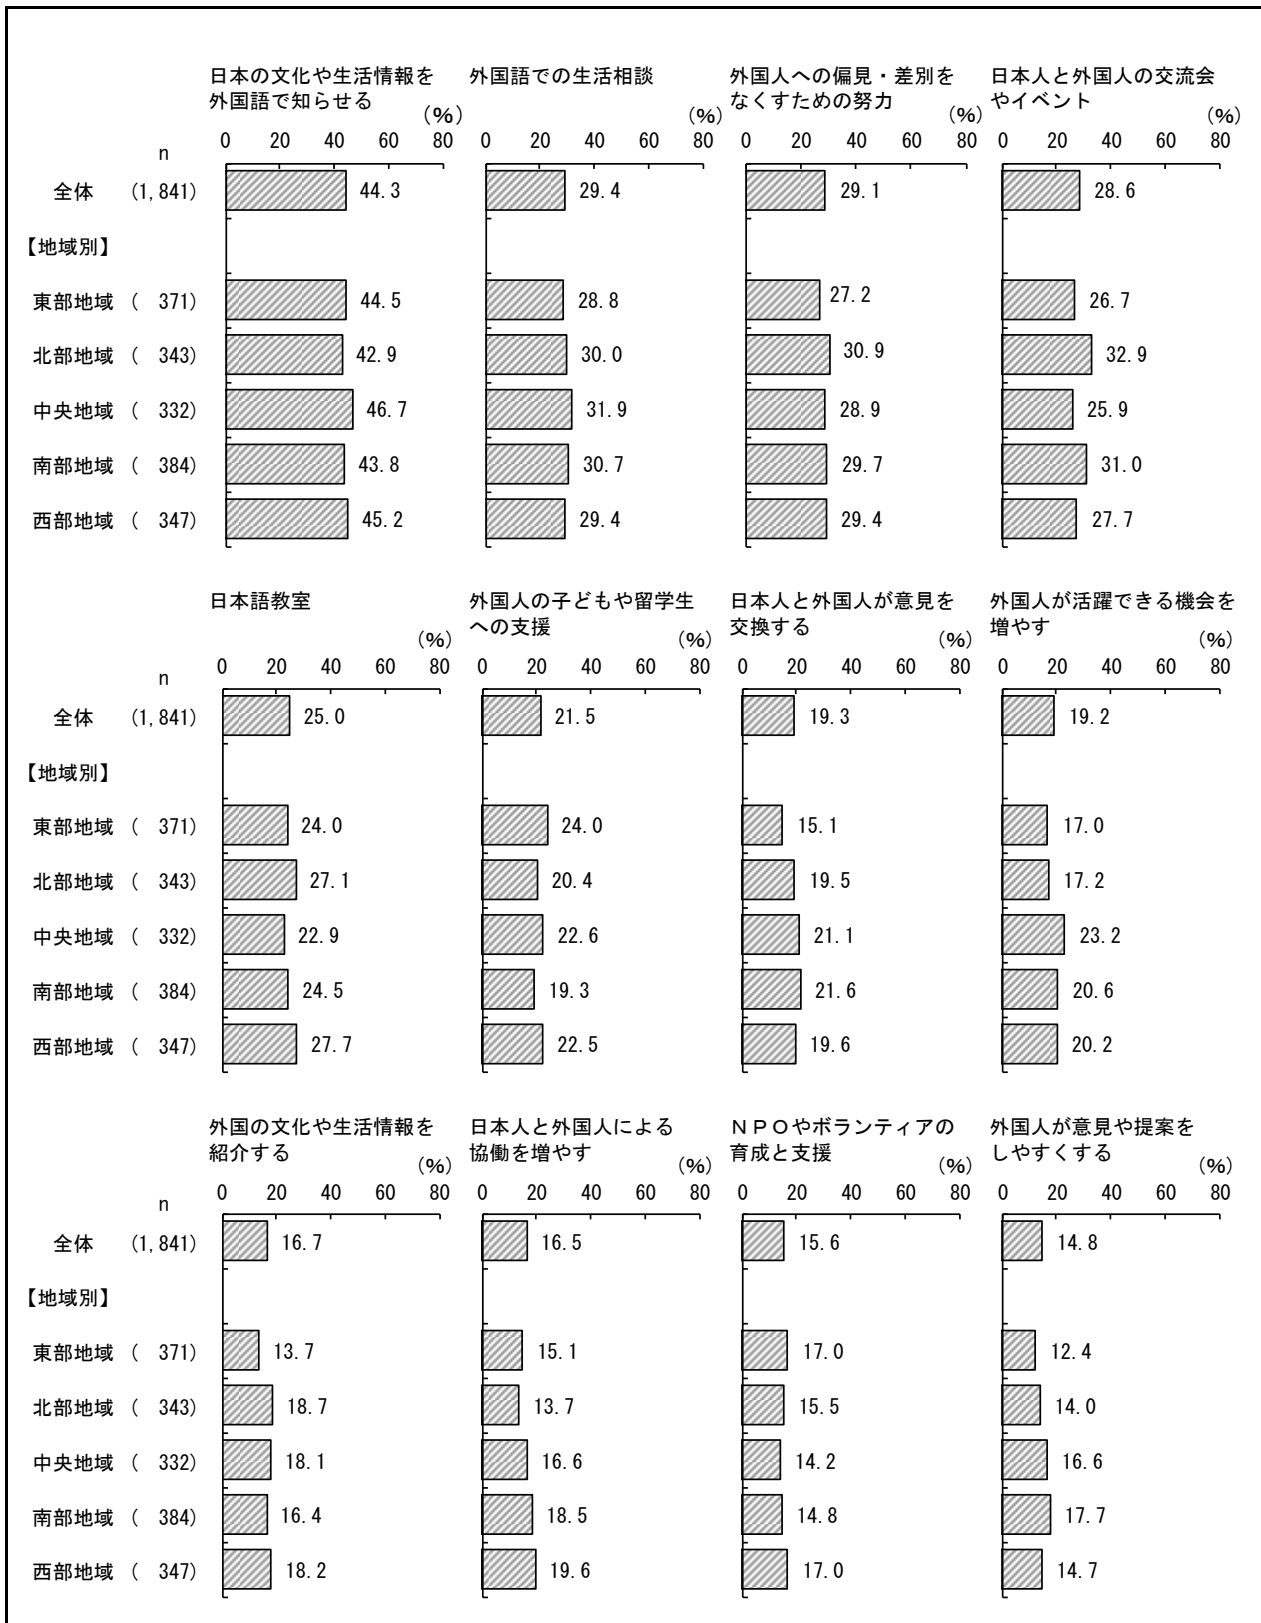 日本の文化や生活情報を 外国語での生活相談 外国人への偏見・差別を 日本人と外国人の交流会
外国語で知らせる なくすための努力 やイベント
(%) (%) (%) (%)
0 20 40 60 80 0 20 40 60 80 0 20 40 60 80 0 20 40 60 80
n
全体 (1,841) 44.3 29.4 29.1 28.6
【地域別】
東部地域 ( 371) 44.5 28.8 27.2 26.7
北部地域 ( 343) 42.9 30.0 30.9 32.9
中央地域 ( 332) 46.7 31.9 28.9 25.9
南部地域 ( 384) 43.8 30.7 29.7 31.0
西部地域 ( 347) 45.2 29.4 29.4 27.7
日本語教室 外国人の子どもや留学生 日本人と外国人が意見を 外国人が活躍できる機会を
への支援 交換する 増やす
(%) (%) (%) (%)
0 20 40 60 80 0 20 40 60 80 0 20 40 60 80 0 20 40 60 80
n
全体 (1,841) 25.0 21.5 19.3 19.2
【地域別】
東部地域 ( 371) 24.0 24.0 15.1 17.0
北部地域 ( 343) 27.1 20.4 19.5 17.2
中央地域 ( 332) 22.9 22.6 21.1 23.2
南部地域 ( 384) 24.5 19.3 21.6 20.6
西部地域 ( 347) 27.7 22.5 19.6 20.2
外国の文化や生活情報を 日本人と外国人による NPOやボランティアの 外国人が意見や提案を
紹介する 協働を増やす 育成と支援 しやすくする
(%) (%) (%) (%)
0 20 40 60 80 0 20 40 60 80 0 20 40 60 80 0 20 40 60 80
n
全体 (1,841) 16.7 16.5 15.6 14.8
【地域別】
東部地域 ( 371) 13.7 15.1 17.0 12.4
北部地域 ( 343) 18.7 13.7 15.5 14.0
中央地域 ( 332) 18.1 16.6 14.2 16.6
南部地域 ( 384) 16.4 18.5 14.8 17.7
西部地域 ( 347) 18.2 19.6 17.0 14.7